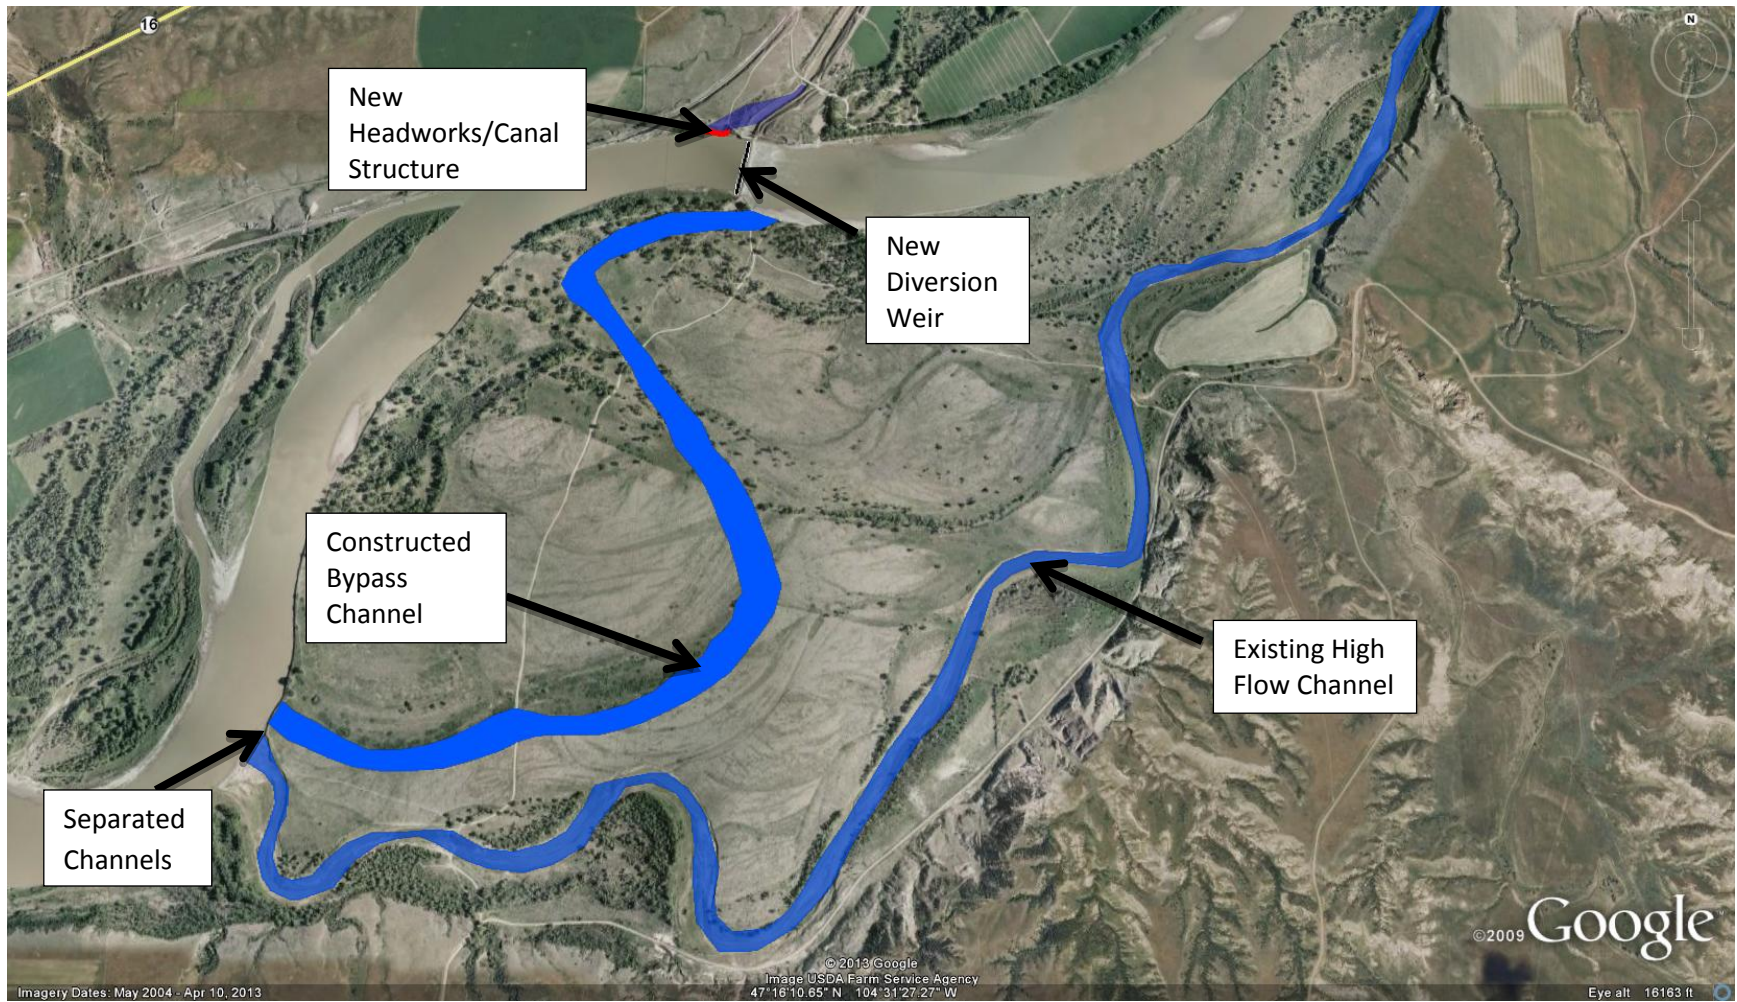 16
N
New
Headworks/Canal
Structure
New
Diversion
Weir
Constructed
Bypass
Channel
Existing High
Flow Channel
Separated
Channels
©2009 Google
© 2013 Google
Image USDA Farm Service Agency
Imagery Dates: May 2004 - Apr 10, 2013
47°16'10.65" N 104°31'27.27" W
Eye alt 16163 ft